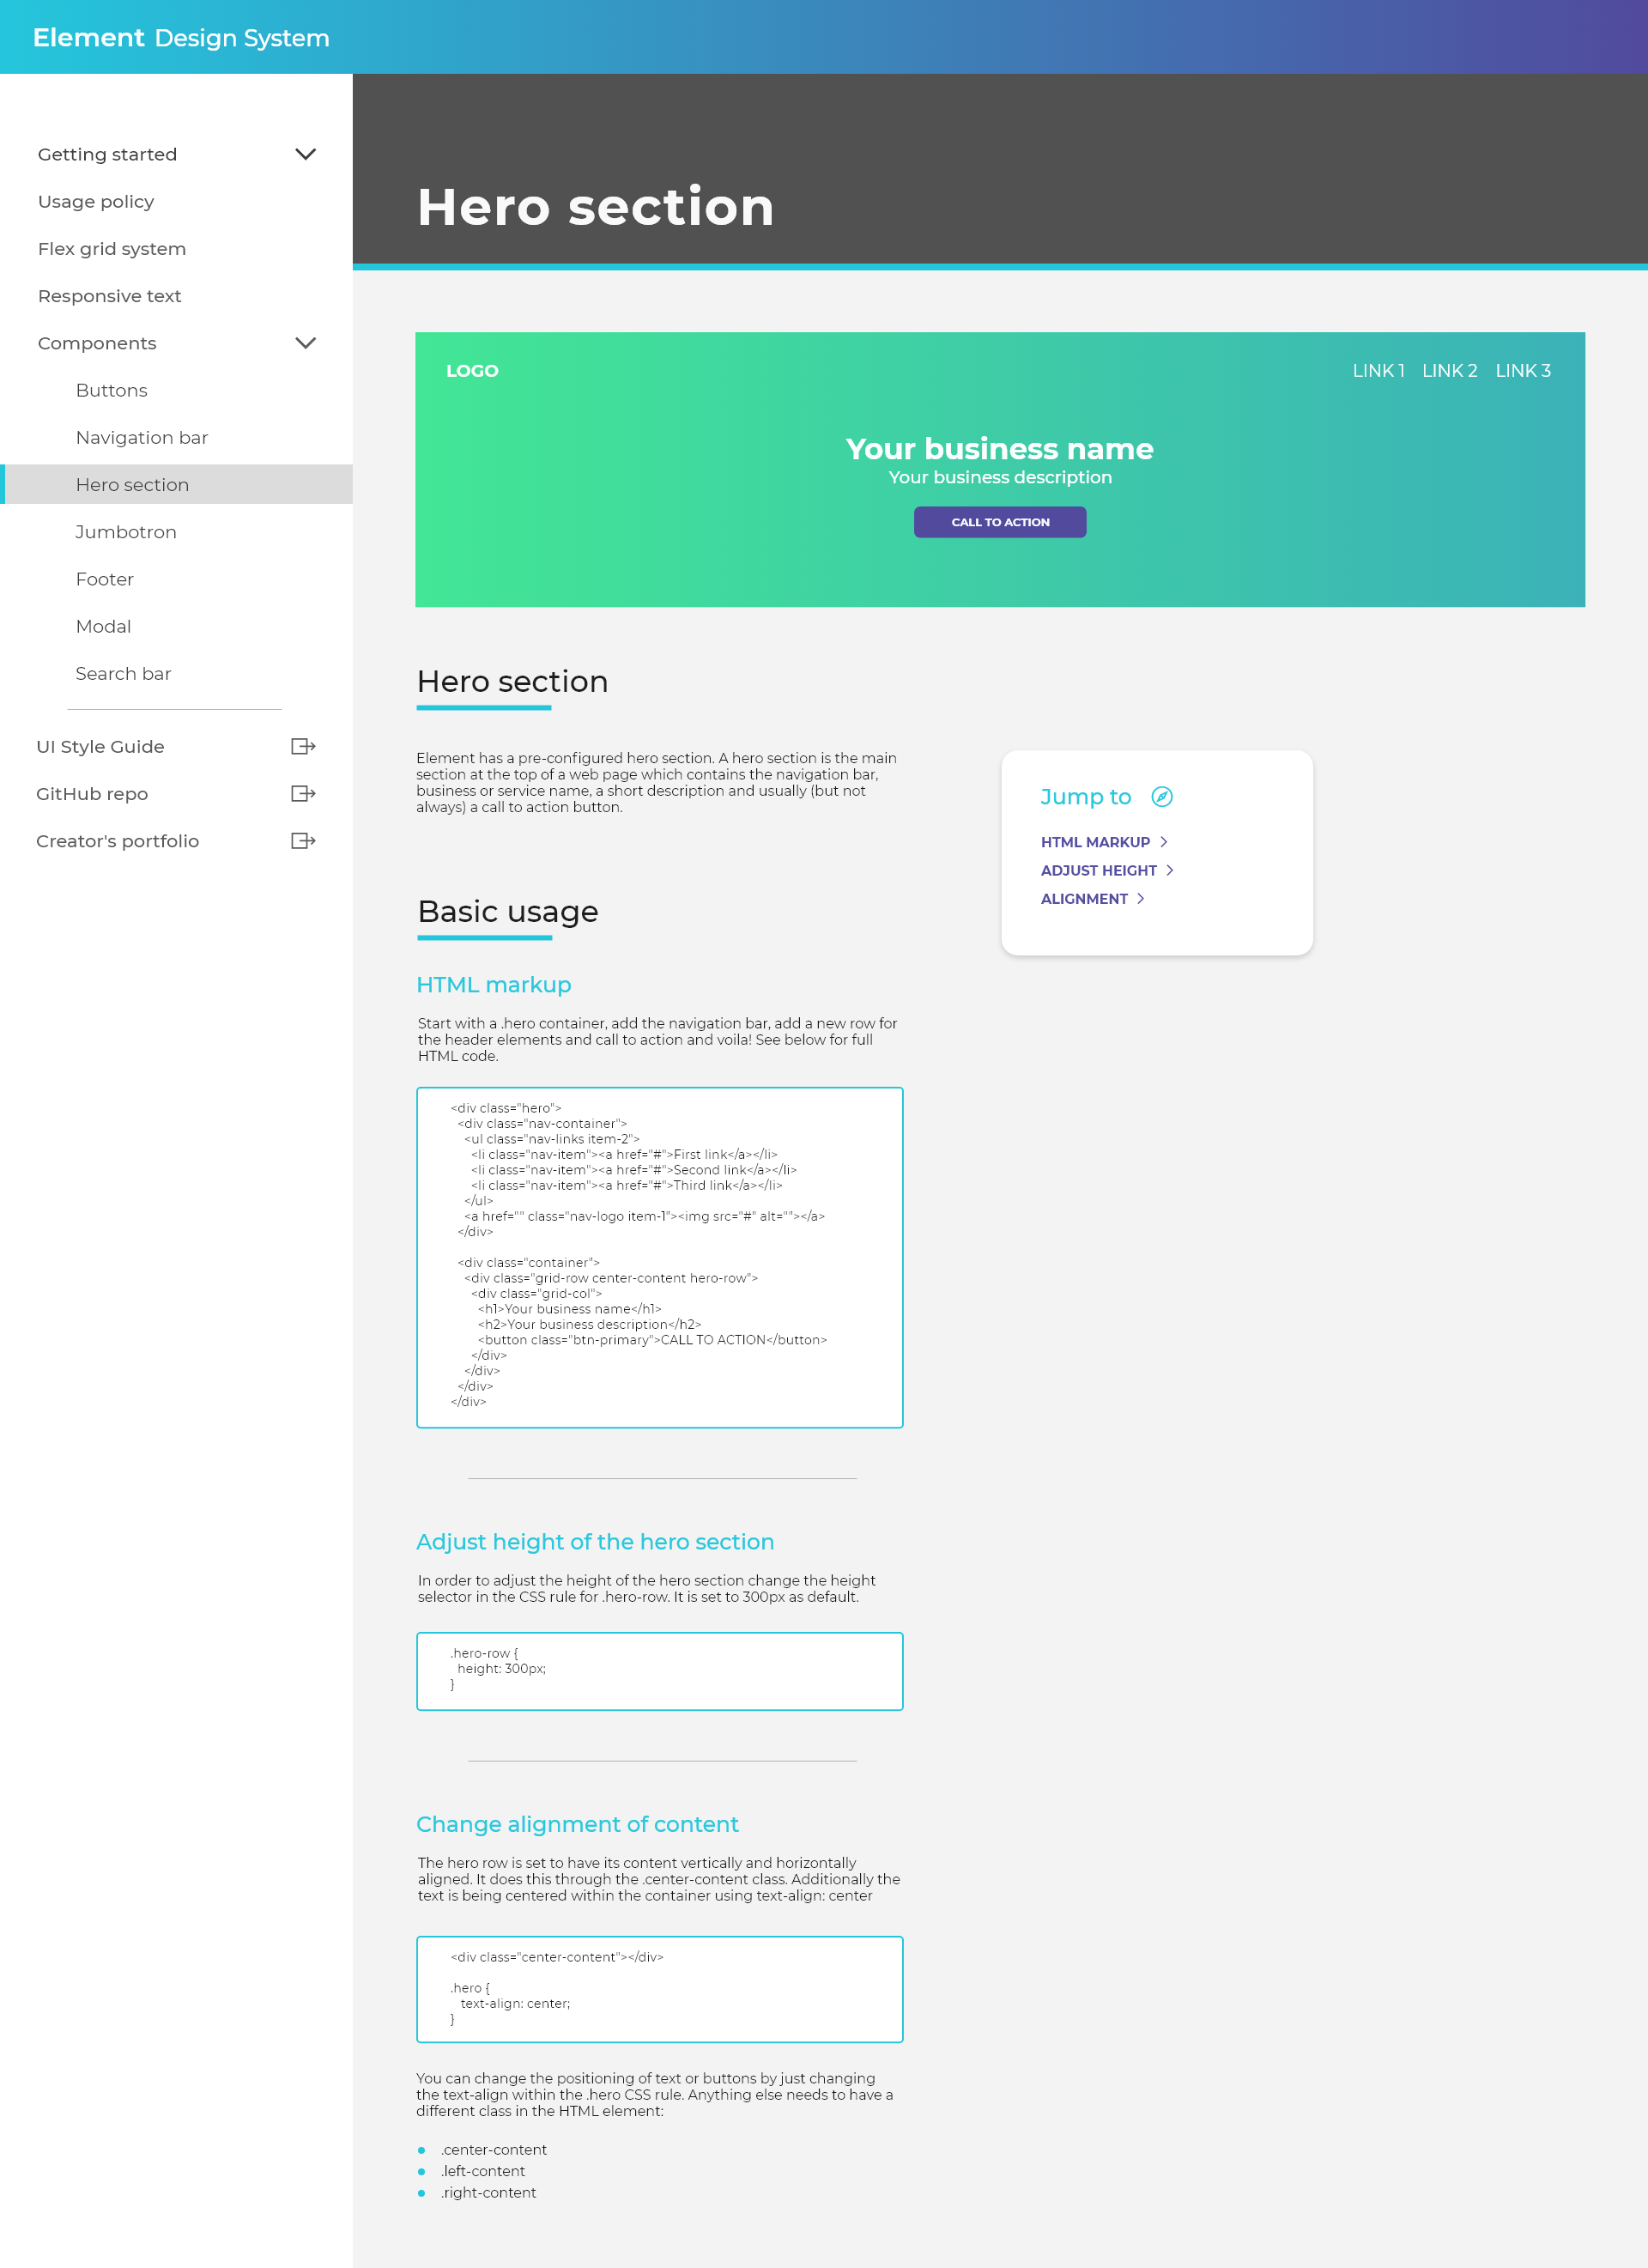 Element Design System
Getting started
Usage policy
Flex grid system
Responsive text
Components
Buttons
Navigation bar
Hero section
Jumbotron
Footer
Modal
Search bar
UI Style Guide
GitHub repo
Creator's portfolio
Hero section
LOGO
LINK 1 LINK 2 LINK 3
Your business name
Your business description
CALL TO ACTION
Hero section
Element has a pre-configured hero section. A hero section is the main
section at the top of a web page which contains the navigation bar,
business or service name, a short description and usually (but not
always) a call to action button.
Jump to
HTML MARKUP
ADJUST HEIGHT
ALIGNMENT
Basic usage
HTML markup
Start with a .hero container, add the navigation bar, add a new row for
the header elements and call to action and voila! See below for full
HTML code.
<div class="hero">
<div class="nav-container">
<ul class="nav-links item-2">
<li class="nav-item"><a href="#">First link</a></li>
<li class="nav-item"><a href="#">Second link</a></li>
<li class="nav-item"><a href="#">Third link</a></li>
</ul>
<a href="" class="nav-logo item-1"><img src="#" alt=""></a>
</div>
<div class="container">
<div class="grid-row center-content hero-row">
<div class="grid-col">
<h1>Your business name</h1>
<h2>Your business description</h2>
<button class="btn-primary">CALL TO ACTION</button>
</div>
</div>
</div>
</div>
Adjust height of the hero section
In order to adjust the height of the hero section change the height
selector in the CSS rule for .hero-row. It is set to 300px as default.
.hero-row {
height: 300px;
}
Change alignment of content
The hero row is set to have its content vertically and horizontally
aligned. It does this through the .center-content class. Additionally the
text is being centered within the container using text-align: center
<div class="center-content"></div>
.hero {
text-align: center;
}
You can change the positioning of text or buttons by just changing
the text-align within the .hero CSS rule. Anything else needs to have a
different class in the HTML element:
.center-content
.left-content
.right-content